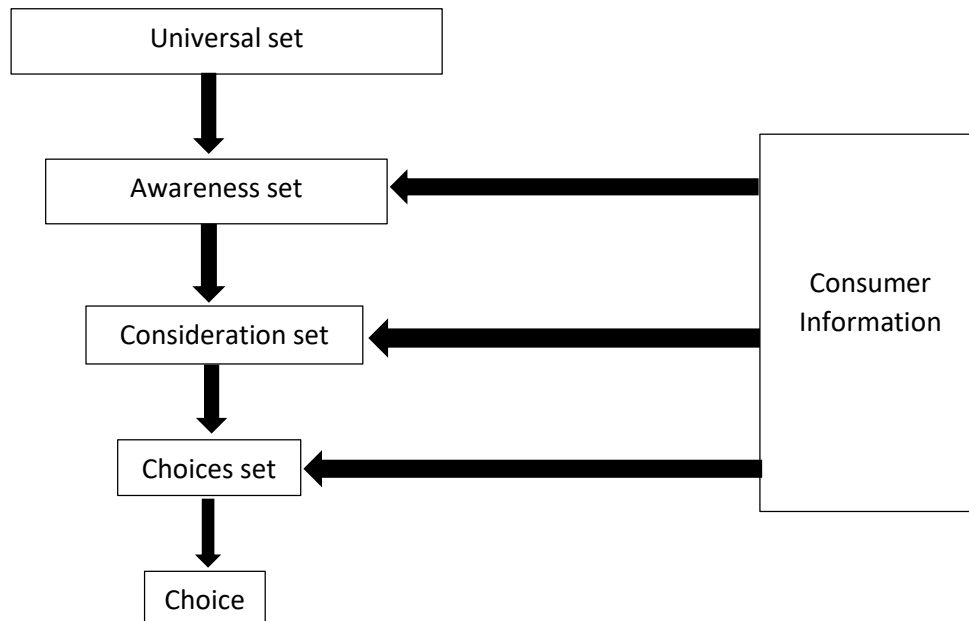 Universal set
Awareness set
Consumer
Information
Consideration set
Choices set
Choice